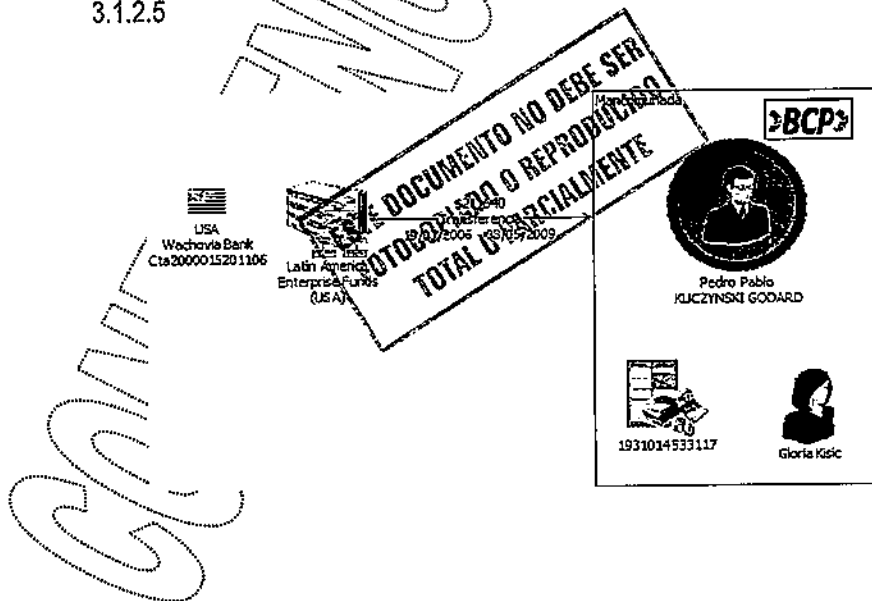 3.1.2.5
ESTE DOCUMENTO NO DEBE SER
FOTOCOPIADO O REPRODUCIDO
TOTAL O PARCIALMENTE
Mancomunada
BCP
USA
Wachovia Bank
Cta2000015201106
Latin America
Enterprise Funds
(USA)
Transferencia
Pedro Pablo
KUCZYNSKI GODARD
1931014533117
Gloria Kisic